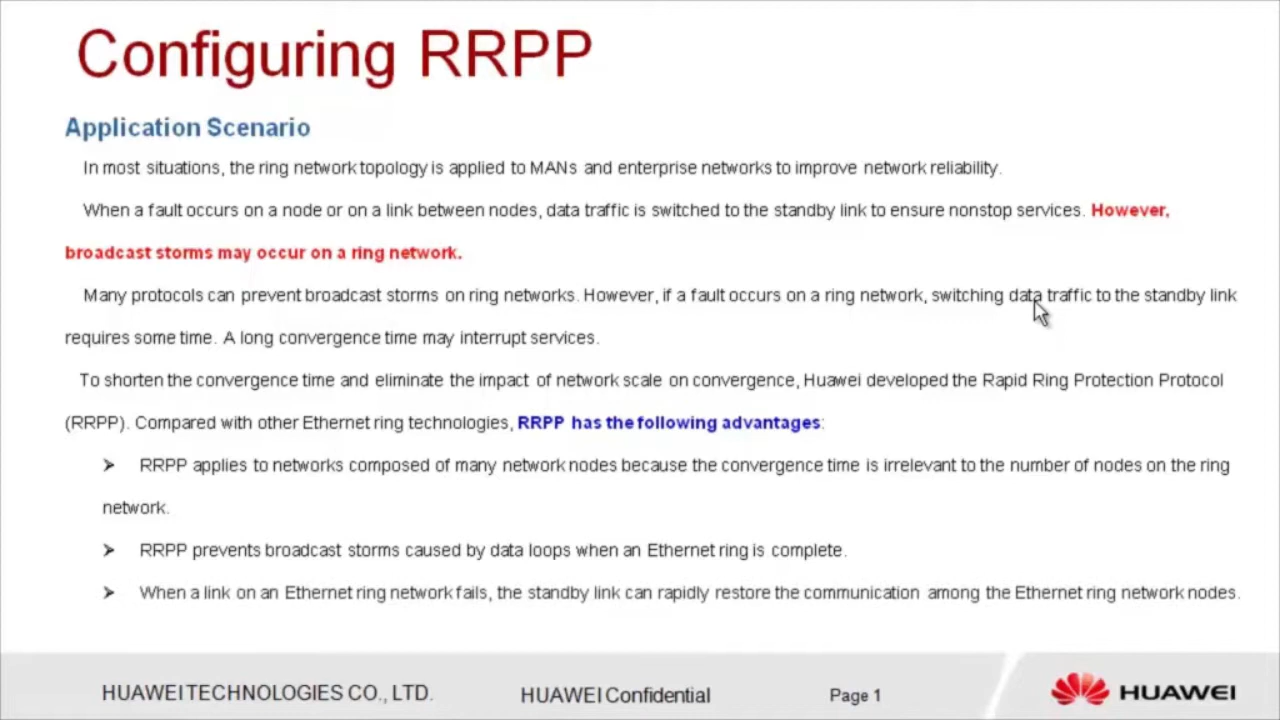 Configuring RRPP
Application Scenario
In most situations, the ring network topology is applied to MANs and enterprise networks to improve network reliability.
When a fault occurs on a node or on a link between nodes, data traffic is switched to the standby link to ensure nonstop services. However,
broadcast storms may occur on a ring network.
Many protocols can prevent broadcast storms on ring networks. However, if a fault occurs on a ring network, switching data traffic to the standby link
requires some time. A long convergence time may interrupt services.
To shorten the convergence time and eliminate the impact of network scale on convergence, Huawei developed the Rapid Ring Protection Protocol
(RRPP). Compared with other Ethernet ring technologies, RRPP has the following advantages:
➤ RRPP applies to networks composed of many network nodes because the convergence time is irrelevant to the number of nodes on the ring
network.
➤ RRPP prevents broadcast storms caused by data loops when an Ethernet ring is complete.
➤ When a link on an Ethernet ring network fails, the standby link can rapidly restore the communication among the Ethernet ring network nodes.
HUAWEI TECHNOLOGIES CO., LTD. HUAWEI Confidential Page 1 HUAWEI